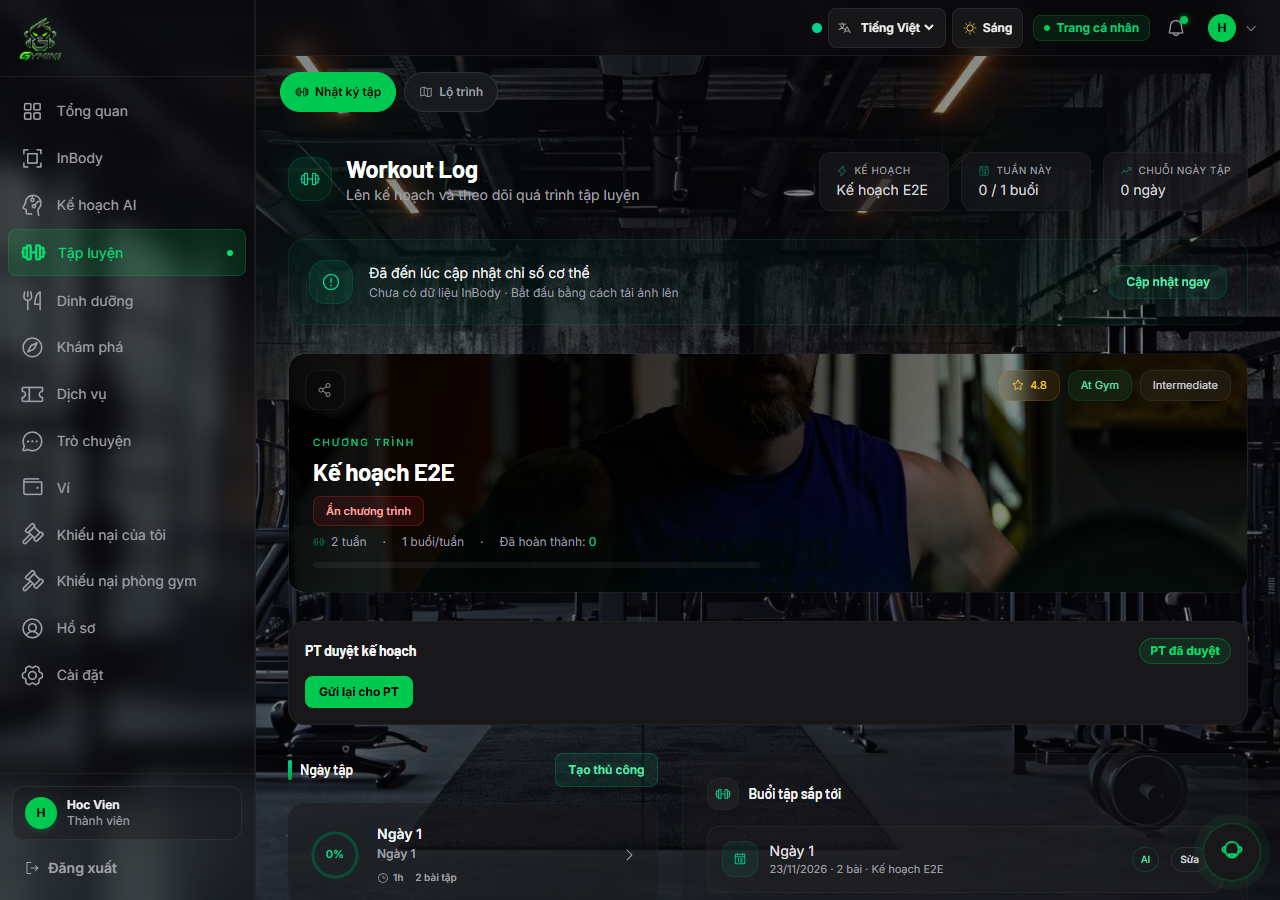 GYMINI
Tiếng Việt
Sáng
Trang cá nhân
H
Tổng quan
InBody
Kế hoạch AI
Tập luyện
Dinh dưỡng
Khám phá
Dịch vụ
Trò chuyện
Ví
Khiếu nại của tôi
Khiếu nại phòng gym
Hồ sơ
Cài đặt
H
Hoc Vien
Thành viên
Đăng xuất
Nhật ký tập
Lộ trình
Workout Log
Lên kế hoạch và theo dõi quá trình tập luyện
KẾ HOẠCH
Kế hoạch E2E
TUẦN NÀY
0 / 1 buổi
CHUỖI NGÀY TẬP
0 ngày
Đã đến lúc cập nhật chỉ số cơ thể
Chưa có dữ liệu InBody · Bắt đầu bằng cách tải ảnh lên
Cập nhật ngay
4.8
At Gym
Intermediate
CHƯƠNG TRÌNH
Kế hoạch E2E
Ẩn chương trình
2 tuần · 1 buổi/tuần · Đã hoàn thành: 0
PT duyệt kế hoạch
PT đã duyệt
Gửi lại cho PT
Ngày tập
Tạo thủ công
0%
Ngày 1
Ngày 1
1h 2 bài tập
Buổi tập sắp tới
Ngày 1
23/11/2026 · 2 bài · Kế hoạch E2E
AI
Sửa